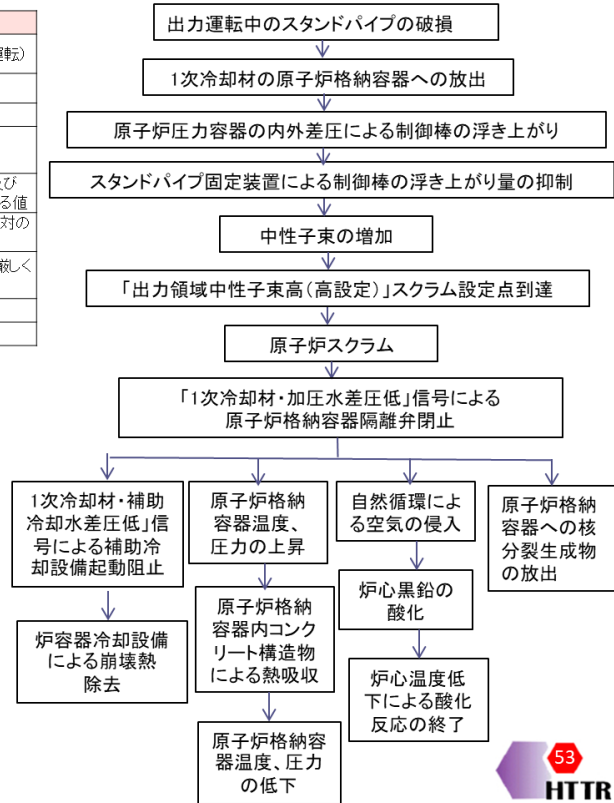 運転）
及び
る値
対の
厳しく
出力運転中のスタンドパイプの破損
1次冷却材の原子炉格納容器への放出
原子炉圧力容器の内外差圧による制御棒の浮き上がり
スタンドパイプ固定装置による制御棒の浮き上がり量の抑制
中性子束の増加
「出力領域中性子束高（高設定）」スクラム設定点到達
原子炉スクラム
「1次冷却材・加圧水差圧低」信号による
原子炉格納容器隔離弁閉止
1次冷却材・補助
冷却水差圧低」信
号による補助冷
却設備起動阻止
炉容器冷却設備
による崩壊熱
除去
原子炉格納
容器温度、
圧力の上昇
原子炉格納
容器内コンク
リート構造物
による熱吸収
原子炉格納容
器温度、圧力
の低下
自然循環によ
る空気の侵入
炉心黒鉛の
酸化
炉心温度低
下による酸化
反応の終了
原子炉格納
容器への核
分裂生成物
の放出
53
HTTR